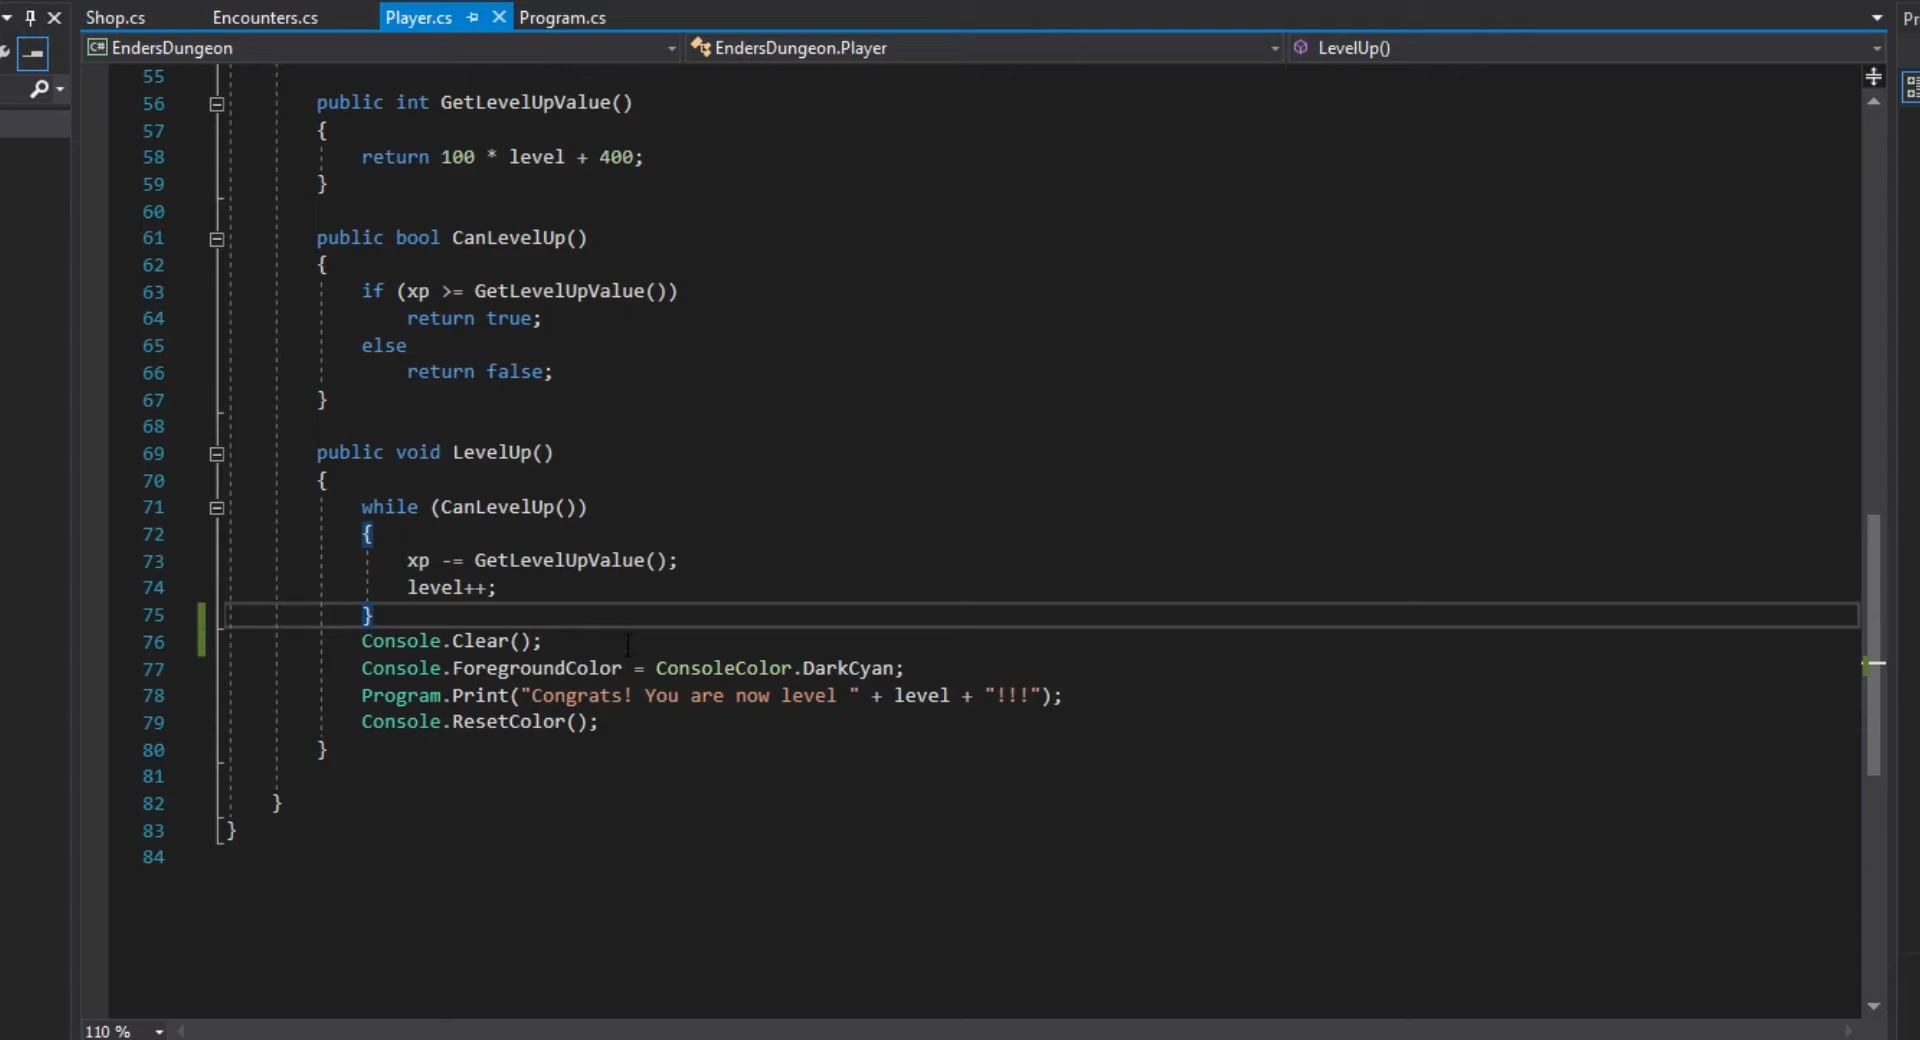 Shop.cs Encounters.cs Player.cs Program.cs
C# EndersDungeon EndersDungeon.Player LevelUp()
55
56 public int GetLevelUpValue()
57 {
58 return 100 * level + 400;
59 }
60
61 public bool CanLevelUp()
62 {
63 if (xp >= GetLevelUpValue())
64 return true;
65 else
66 return false;
67 }
68
69 public void LevelUp()
70 {
71 while (CanLevelUp())
72 {
73 xp -= GetLevelUpValue();
74 level++;
75 }
76 Console.Clear();
77 Console.ForegroundColor = ConsoleColor.DarkCyan;
78 Program.Print("Congrats! You are now level " + level + "!!!");
79 Console.ResetColor();
80 }
81
82 }
83 }
84
110 %